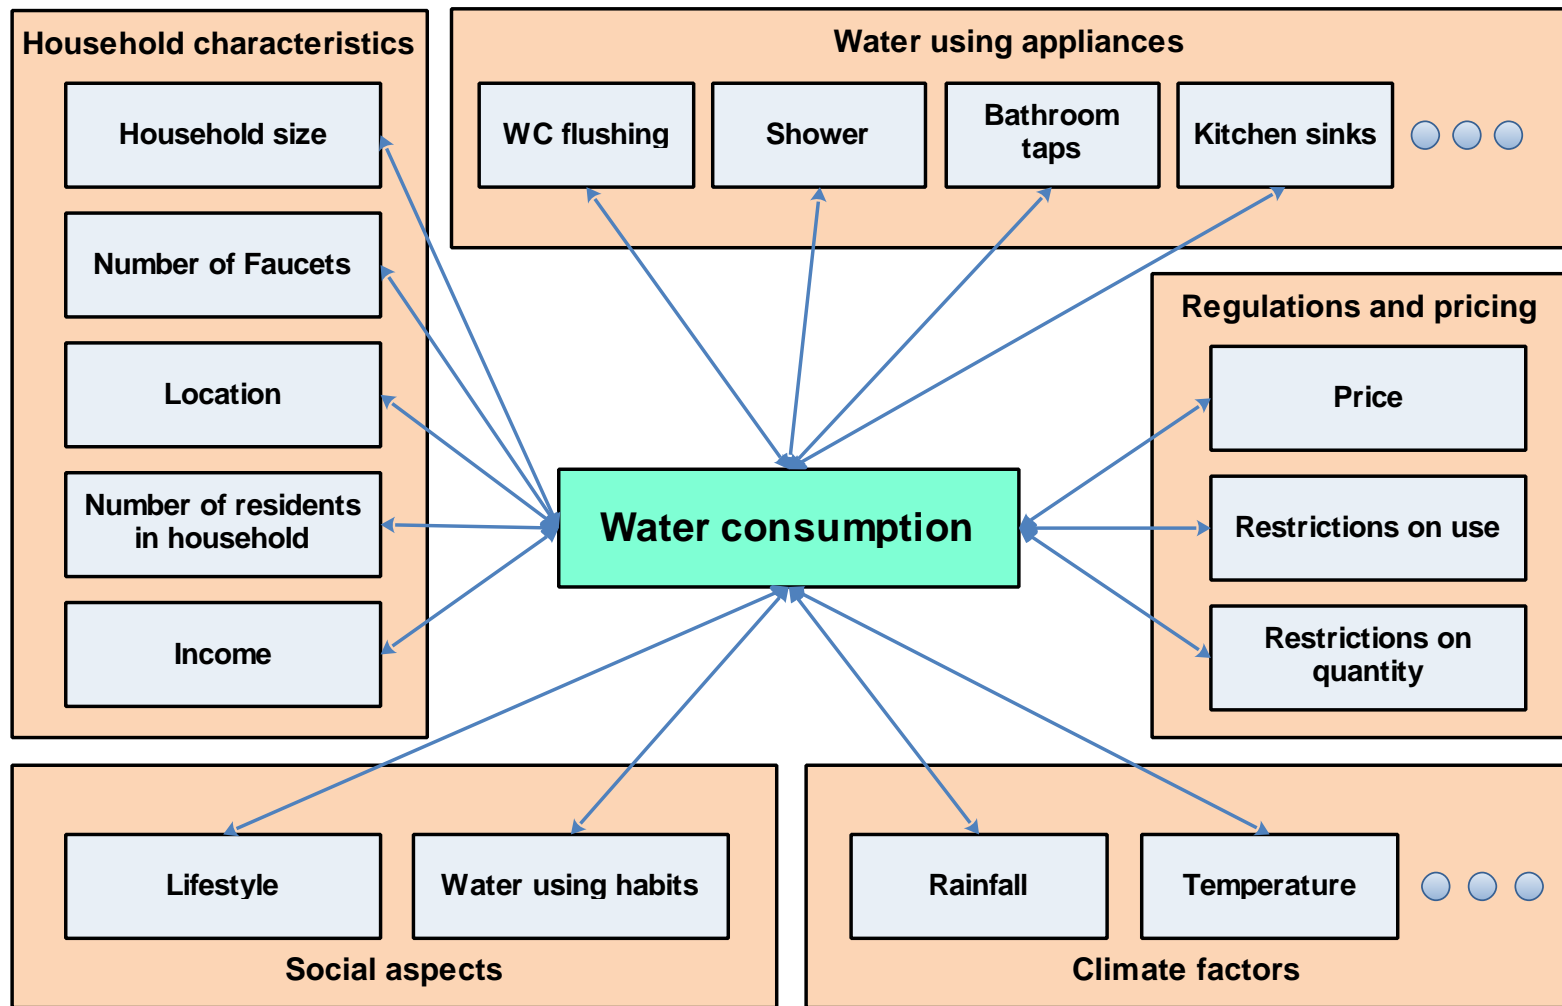 Household characteristics
Household size
Number of Faucets
Location
Number of residents
in household
Income
Water using appliances
WC flushing
Shower
Bathroom
taps
Kitchen sinks
Regulations and pricing
Price
Restrictions on use
Restrictions on
quantity
Water consumption
Lifestyle
Water using habits
Social aspects
Rainfall
Temperature
Climate factors